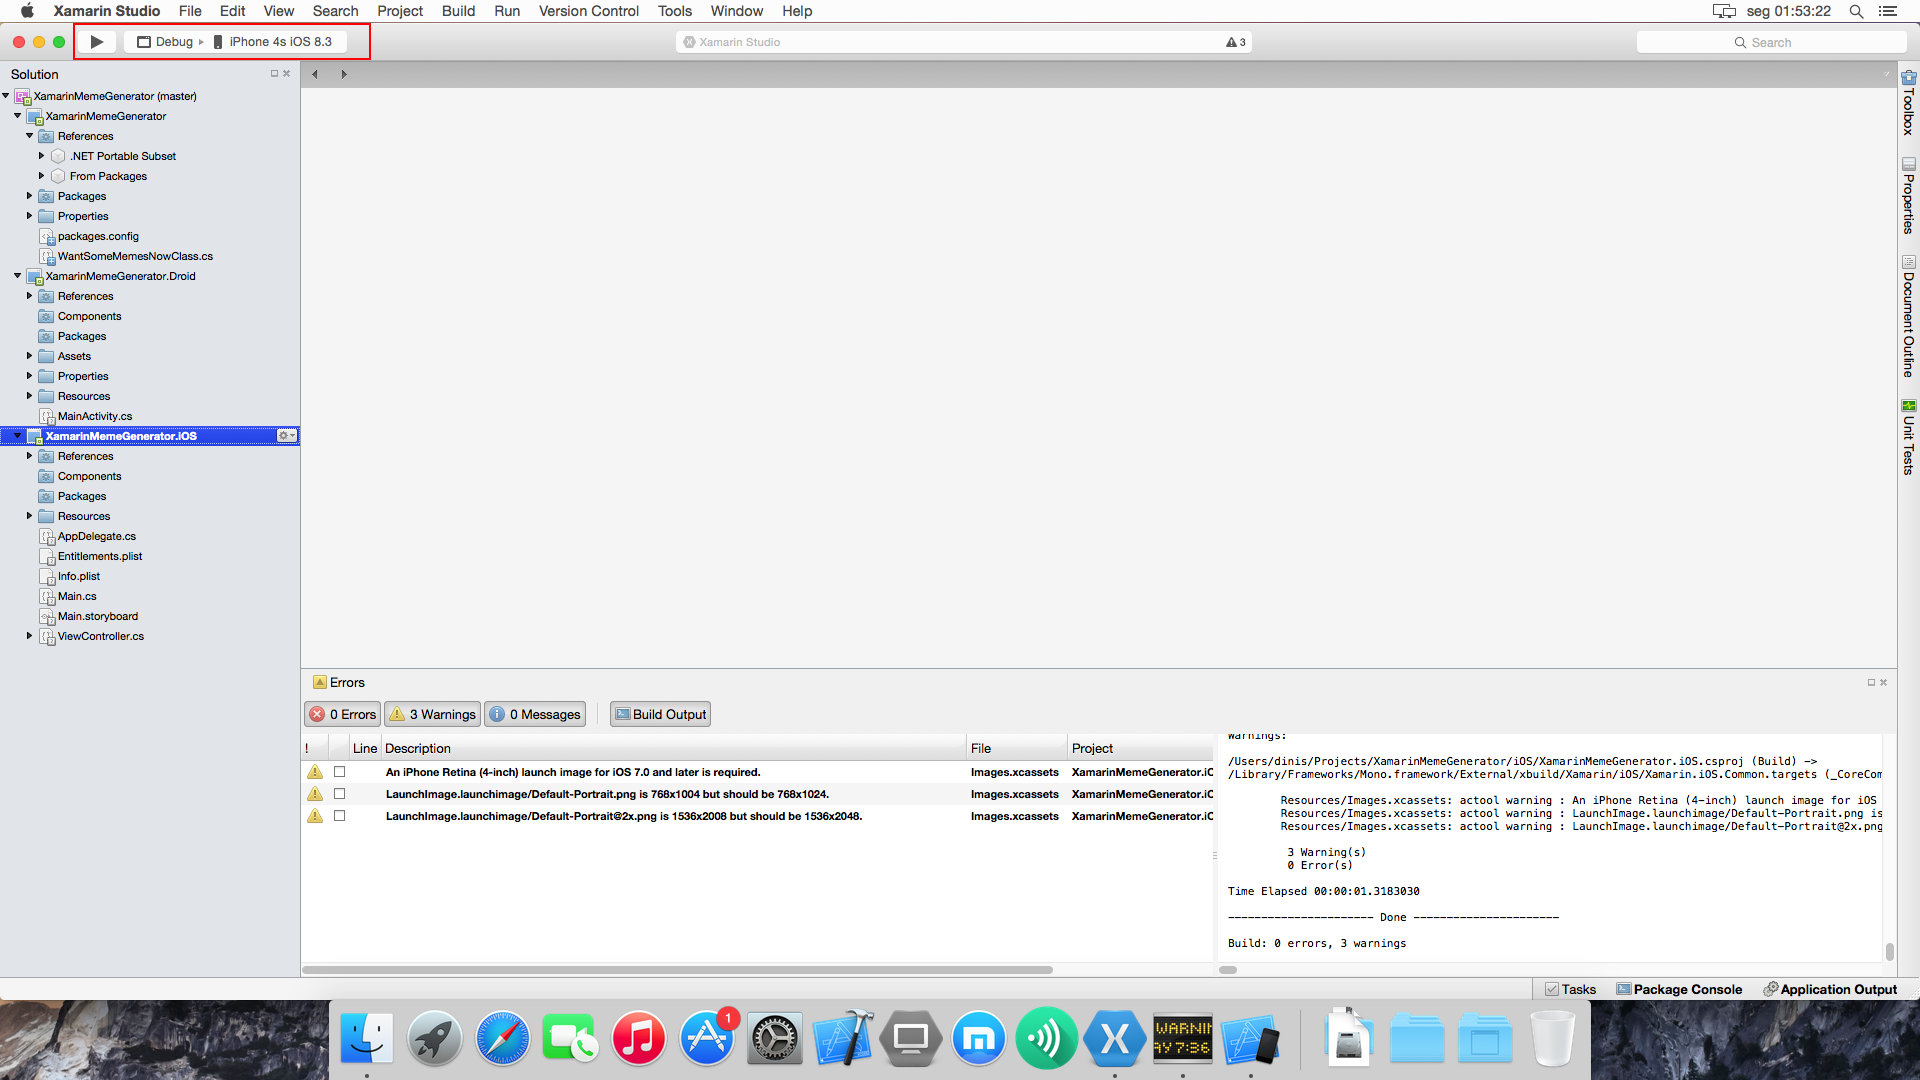 Xamarin Studio File Edit View Search Project Build Run Version Control Tools Window Help seg 01:53:22
Debug iPhone 4s iOS 8.3 Xamarin Studio 3 Search
Solution
XamarinMemeGenerator (master)
XamarinMemeGenerator
References
.NET Portable Subset
From Packages
Packages
Properties
packages.config
WantSomeMemesNowClass.cs
XamarinMemeGenerator.Droid
References
Components
Packages
Assets
Properties
Resources
MainActivity.cs
XamarinMemeGenerator.iOS
References
Components
Packages
Resources
AppDelegate.cs
Entitlements.plist
Info.plist
Main.cs
Main.storyboard
ViewController.cs
Toolbox
Properties
Document Outline
Unit Tests
Errors
0 Errors 3 Warnings 0 Messages Build Output
! Line Description File Project
An iPhone Retina (4-inch) launch image for iOS 7.0 and later is required. Images.xcassets XamarinMemeGenerator.iO
LaunchImage.launchimage/Default-Portrait.png is 768x1004 but should be 768x1024. Images.xcassets XamarinMemeGenerator.iO
LaunchImage.launchimage/Default-Portrait@2x.png is 1536x2008 but should be 1536x2048. Images.xcassets XamarinMemeGenerator.iO
Warnings:
/Users/dinis/Projects/XamarinMemeGenerator/iOS/XamarinMemeGenerator.iOS.csproj (Build) ->
/Library/Frameworks/Mono.framework/External/xbuild/Xamarin/iOS/Xamarin.iOS.Common.targets (_CoreCom
Resources/Images.xcassets: actool warning : An iPhone Retina (4-inch) launch image for iOS
Resources/Images.xcassets: actool warning : LaunchImage.launchimage/Default-Portrait.png is
Resources/Images.xcassets: actool warning : LaunchImage.launchimage/Default-Portrait@2x.png
3 Warning(s)
0 Error(s)
Time Elapsed 00:00:01.3183030
---------------------- Done ----------------------
Build: 0 errors, 3 warnings
Tasks Package Console Application Output
1
WARNIN
AY 7:36